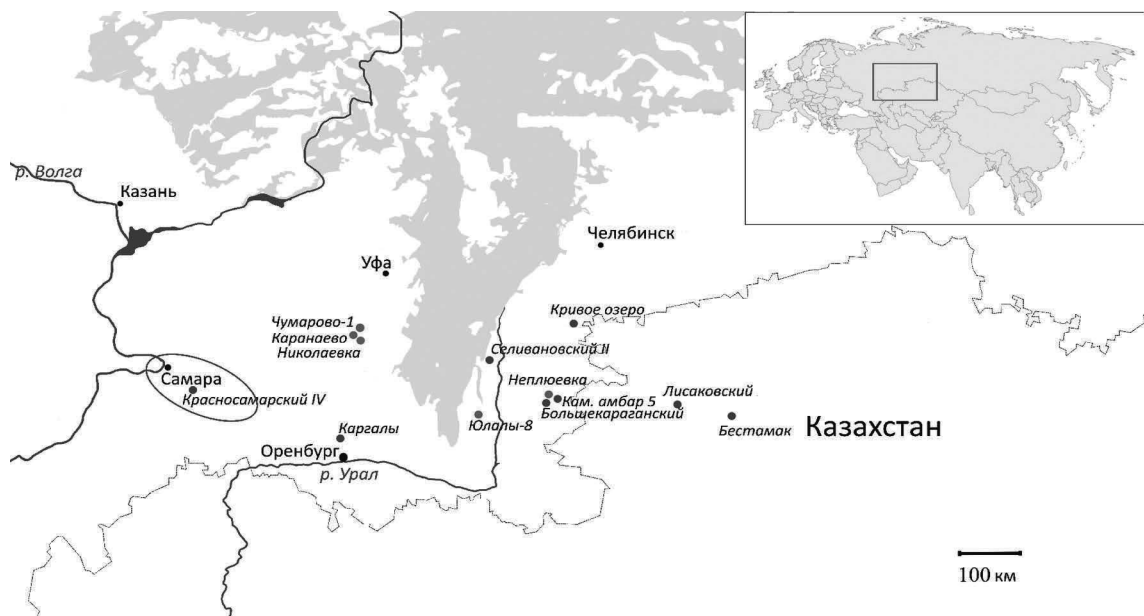 р. Волга
Казань
Челябинск
Уфа
Кривое озеро
Чумарово-1
Каранаево
Николаевка
Селивановский II
Самара
Красносамарский IV
Неплюевка
Кам. амбар 5
Большекараганский
Лисаковский
Бестамак
Казахстан
Юлалы-8
Каргалы
Оренбург
р. Урал
100 км